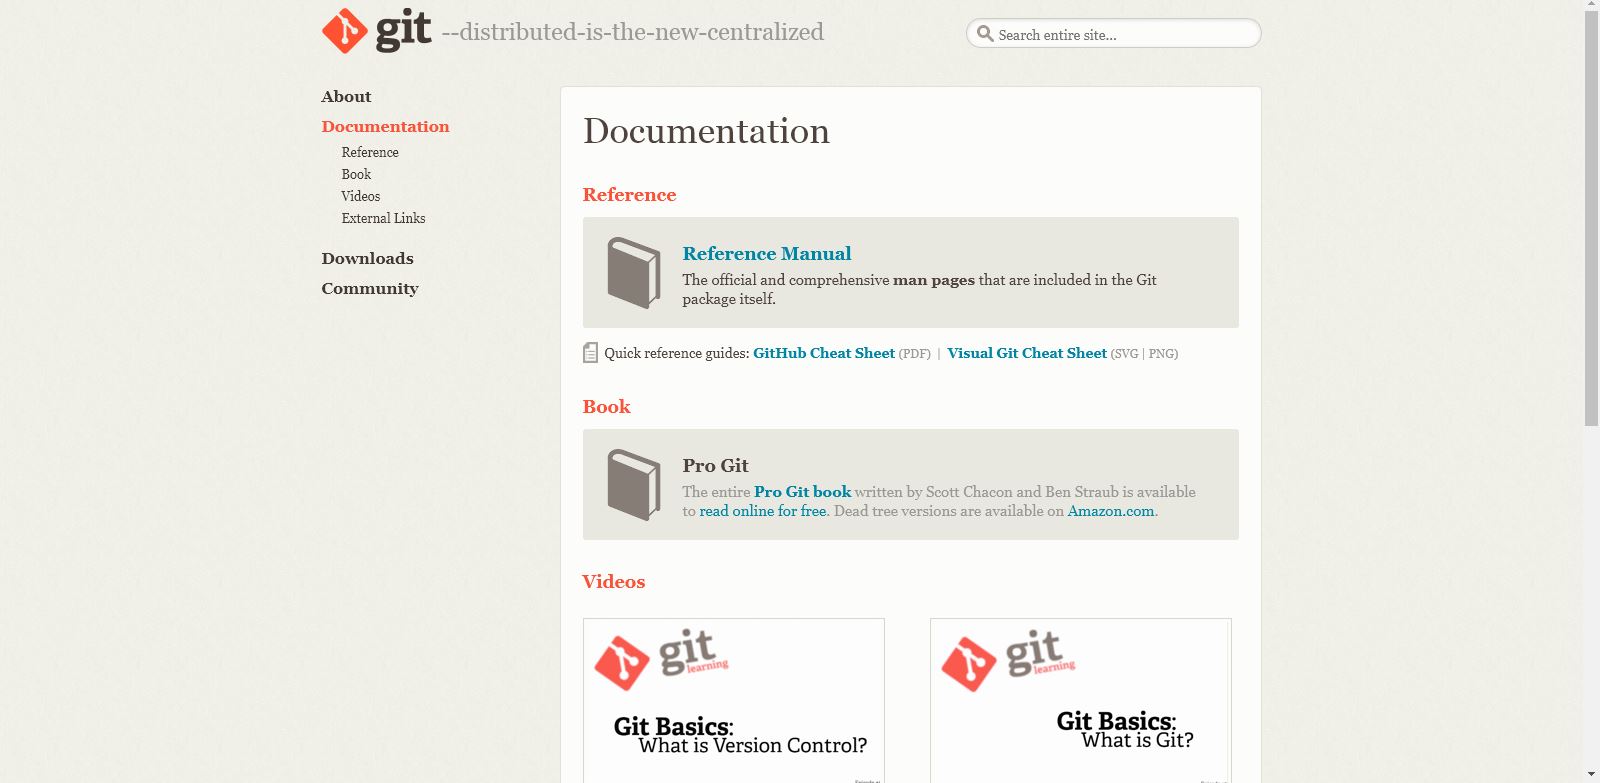 git --distributed-is-the-new-centralized
Search entire site...
About
Documentation
Reference
Book
Videos
External Links
Downloads
Community
Documentation
Reference
Reference Manual
The official and comprehensive man pages that are included in the Git
package itself.
Quick reference guides: GitHub Cheat Sheet (PDF) | Visual Git Cheat Sheet (SVG | PNG)
Book
Pro Git
The entire Pro Git book written by Scott Chacon and Ben Straub is available
to read online for free. Dead tree versions are available on Amazon.com.
Videos
git
learning
Git Basics:
What is Version Control?
git
learning
Git Basics:
What is Git?